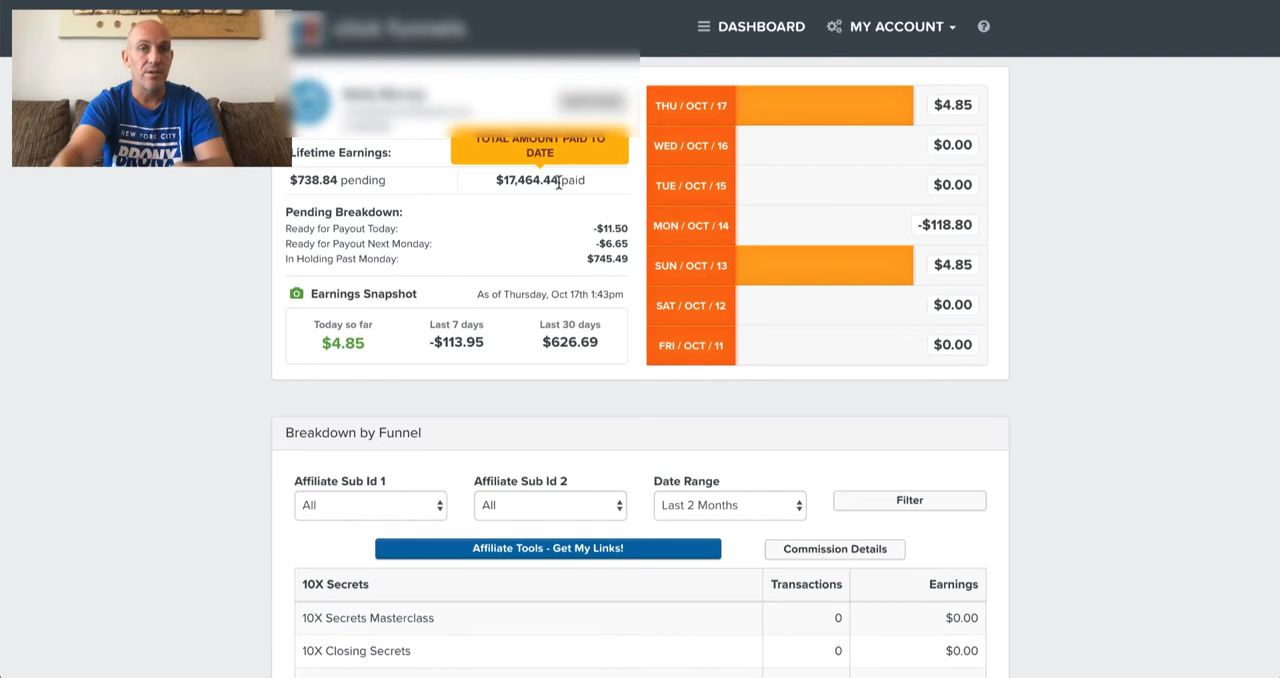 click funnels
DASHBOARD
MY ACCOUNT
?
NEW YORK CITY
BRONX
TOTAL AMOUNT PAID TO
DATE
Lifetime Earnings:
$738.84 pending
$17,464.44 paid
Pending Breakdown:
Ready for Payout Today: -$11.50
Ready for Payout Next Monday: -$6.65
In Holding Past Monday: $745.49
Earnings Snapshot
As of Thursday, Oct 17th 1:43pm
Today so far Last 7 days Last 30 days
$4.85 -$113.95 $626.69
THU / OCT / 17 $4.85
WED / OCT / 16 $0.00
TUE / OCT / 15 $0.00
MON / OCT / 14 -$118.80
SUN / OCT / 13 $4.85
SAT / OCT / 12 $0.00
FRI / OCT / 11 $0.00
Breakdown by Funnel
Affiliate Sub Id 1 Affiliate Sub Id 2 Date Range
All All Last 2 Months Filter
Affiliate Tools - Get My Links! Commission Details
10X Secrets Transactions Earnings
10X Secrets Masterclass 0 $0.00
10X Closing Secrets 0 $0.00